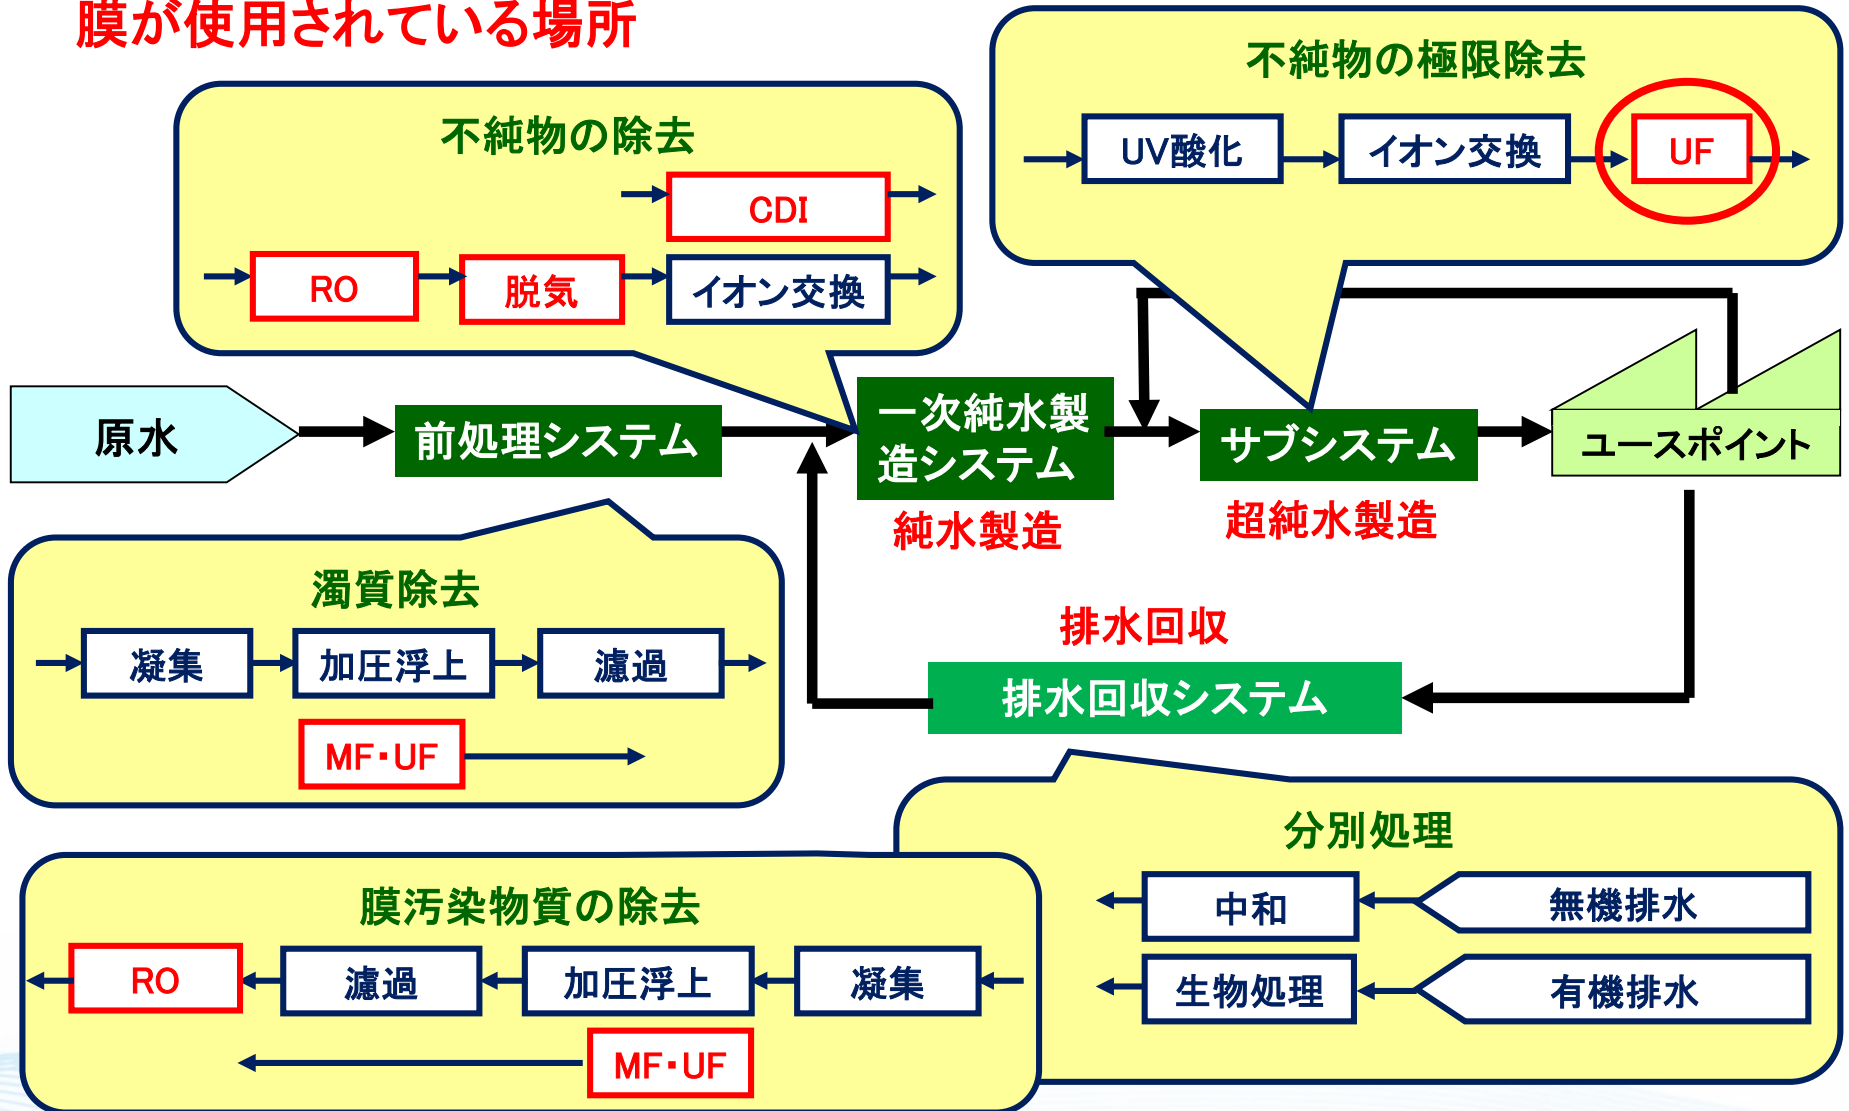 膜が使用されている場所
不純物の除去
CDI
RO
脱気
イオン交換
不純物の極限除去
UV酸化
イオン交換
UF
原水
前処理システム
一次純水製
造システム
純水製造
サブシステム
超純水製造
ユースポイント
濁質除去
凝集
加圧浮上
濾過
MF・UF
排水回収
排水回収システム
分別処理
中和
無機排水
生物処理
有機排水
膜汚染物質の除去
RO
濾過
加圧浮上
凝集
MF・UF